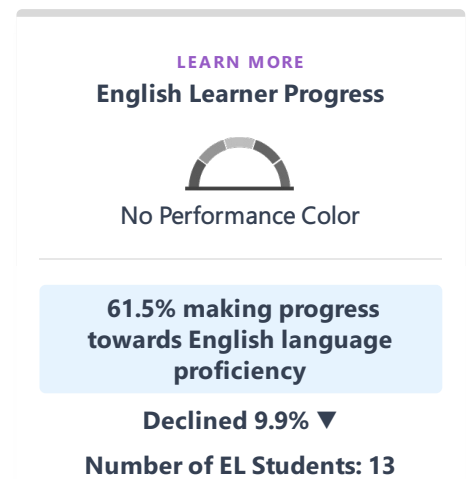 LEARN MORE
English Learner Progress
No Performance Color
61.5% making progress
towards English language
proficiency
Declined 9.9% ▼
Number of EL Students: 13